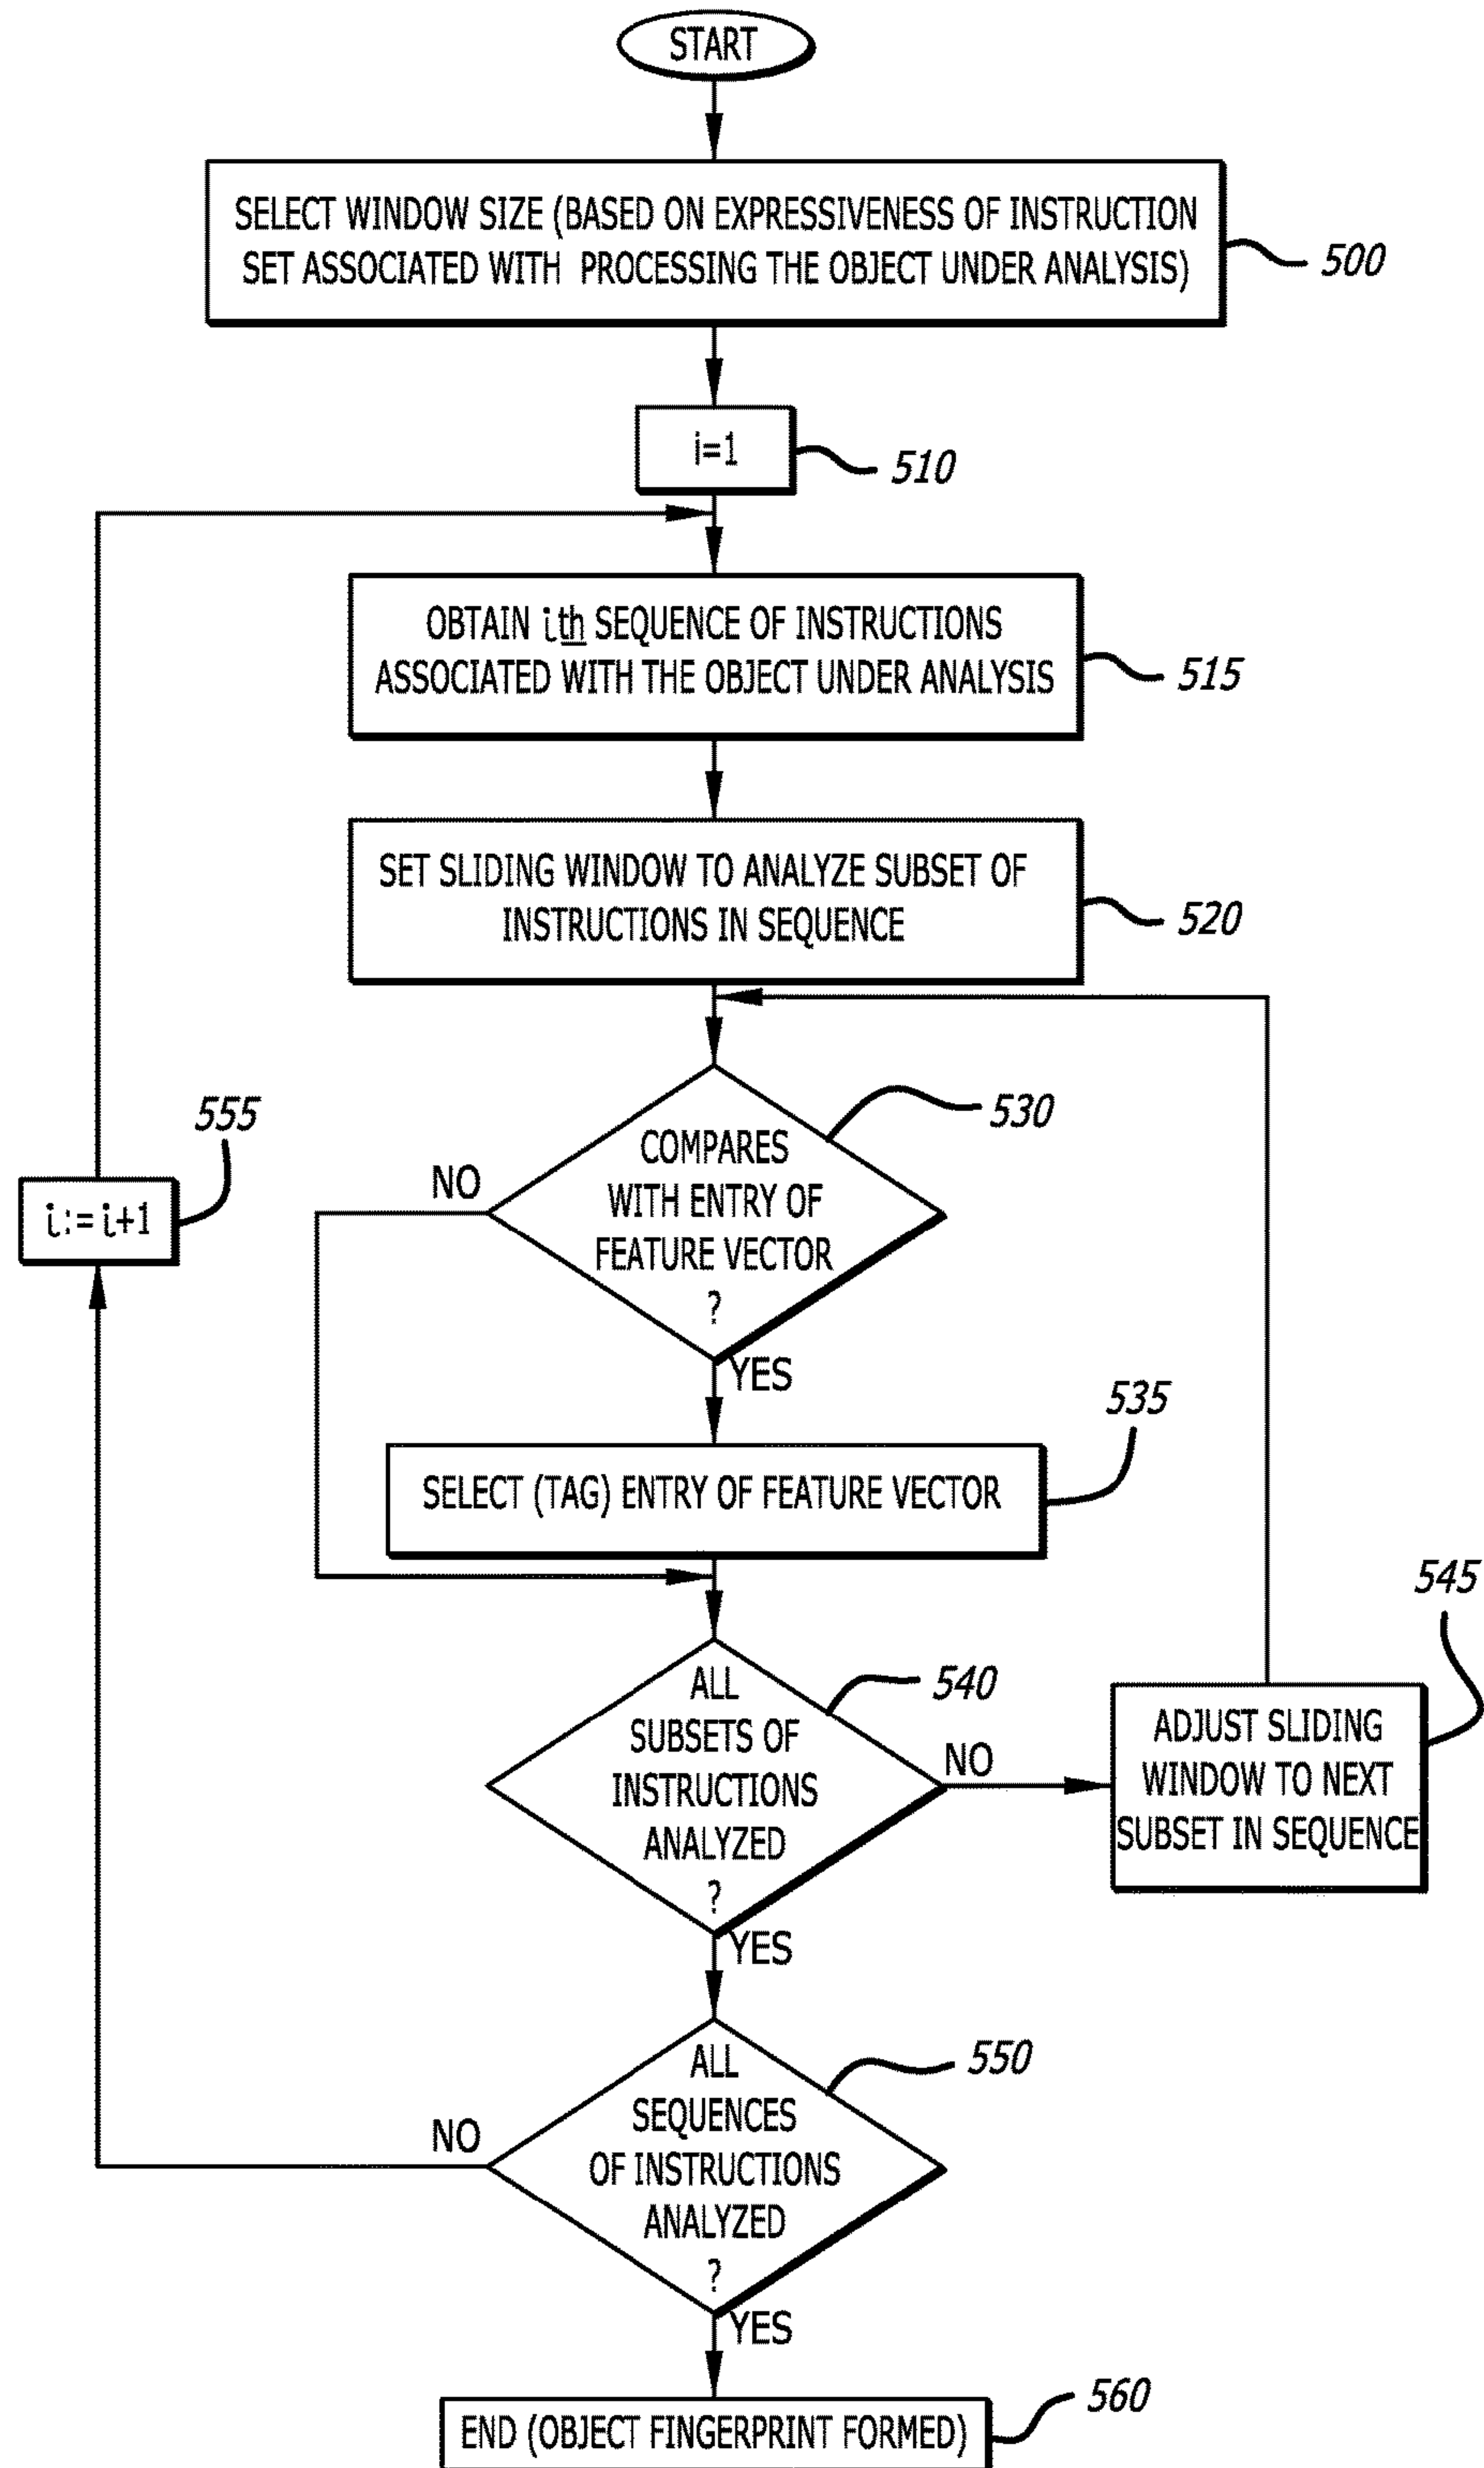 START
SELECT WINDOW SIZE (BASED ON EXPRESSIVENESS OF INSTRUCTION
SET ASSOCIATED WITH PROCESSING THE OBJECT UNDER ANALYSIS)
500
i=1
510
OBTAIN ith SEQUENCE OF INSTRUCTIONS
ASSOCIATED WITH THE OBJECT UNDER ANALYSIS
515
SET SLIDING WINDOW TO ANALYZE SUBSET OF
INSTRUCTIONS IN SEQUENCE
520
COMPARES
WITH ENTRY OF
FEATURE VECTOR
?
530
NO
YES
555
i:= i+1
SELECT (TAG) ENTRY OF FEATURE VECTOR
535
ALL
SUBSETS OF
INSTRUCTIONS
ANALYZED
?
540
NO
YES
545
ADJUST SLIDING
WINDOW TO NEXT
SUBSET IN SEQUENCE
ALL
SEQUENCES
OF INSTRUCTIONS
ANALYZED
?
550
NO
YES
END (OBJECT FINGERPRINT FORMED)
560